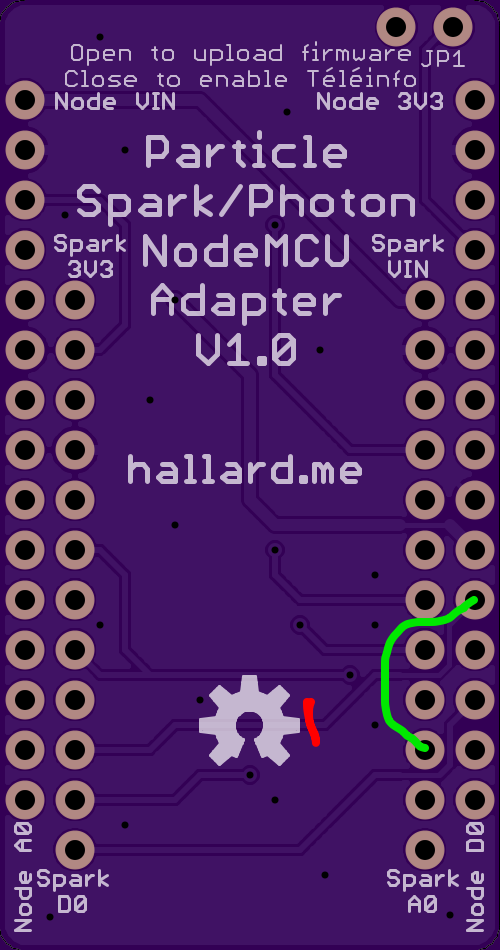 Open to upload firmware
JP1
Close to enable Téléinfo
Node VIN
Node 3V3
Particle
Spark/Photon
NodeMCU
Adapter
V1.0
Spark
3V3
Spark
VIN
hallard.me
Node A0
Spark
D0
Spark
A0
Node D0